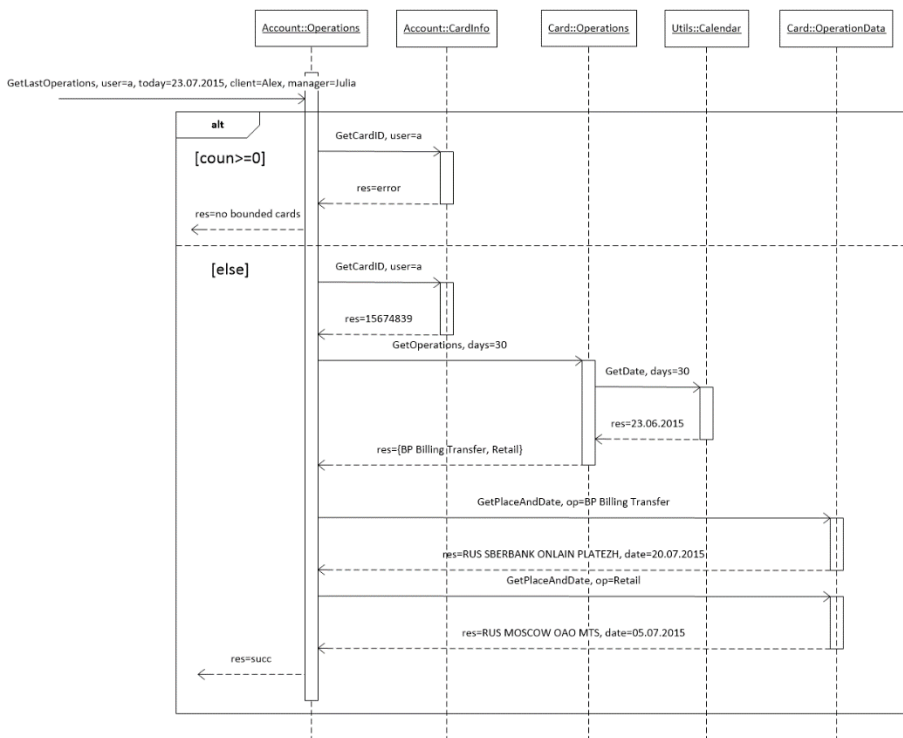 Account::Operations
Account::CardInfo
Card::Operations
Utils::Calendar
Card::OperationData
GetLastOperations, user=a, today=23.07.2015, client=Alex, manager=Julia
alt
GetCardID, user=a
[coun>=0]
res=error
res=no bounded cards
[else]
GetCardID, user=a
res=15674839
GetOperations, days=30
GetDate, days=30
res=23.06.2015
res={BP Billing Transfer, Retail}
GetPlaceAndDate, op=BP Billing Transfer
res=RUS SBERBANK ONLAIN PLATEZH, date=20.07.2015
GetPlaceAndDate, op=Retail
res=RUS MOSCOW OAO MTS, date=05.07.2015
res=succ